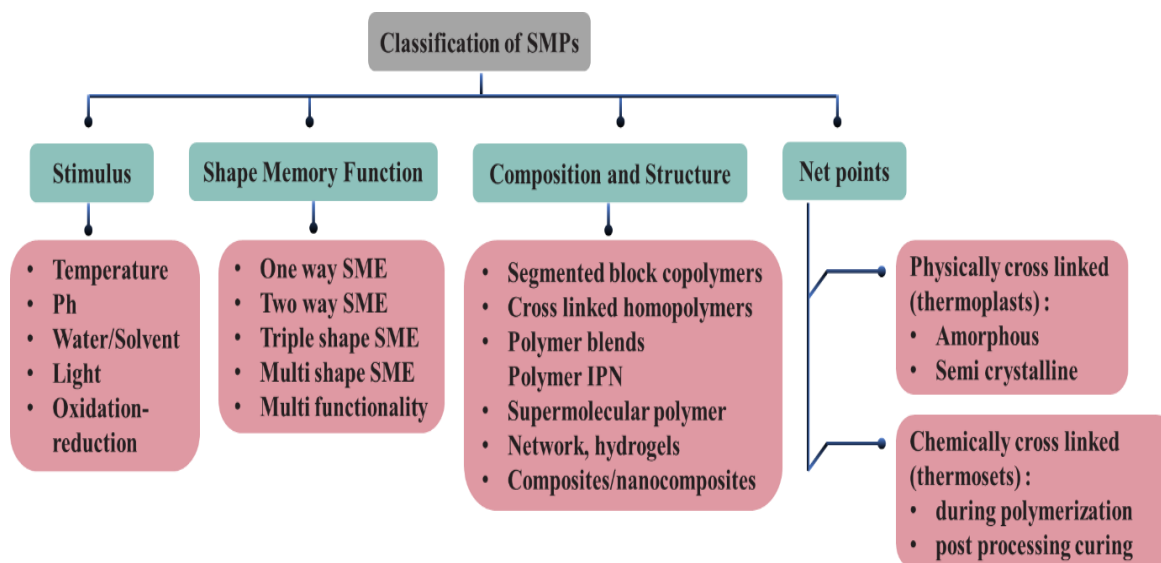 Classification of SMPs
Stimulus
• Temperature
• Ph
• Water/Solvent
• Light
• Oxidation-
reduction
Shape Memory Function
• One way SME
• Two way SME
• Triple shape SME
• Multi shape SME
• Multi functionality
Composition and Structure
• Segmented block copolymers
• Cross linked homopolymers
• Polymer blends
Polymer IPN
• Supermolecular polymer
• Network, hydrogels
• Composites/nanocomposites
Net points
Physically cross linked
(thermoplasts) :
• Amorphous
• Semi crystalline
Chemically cross linked
(thermosets) :
• during polymerization
• post processing curing